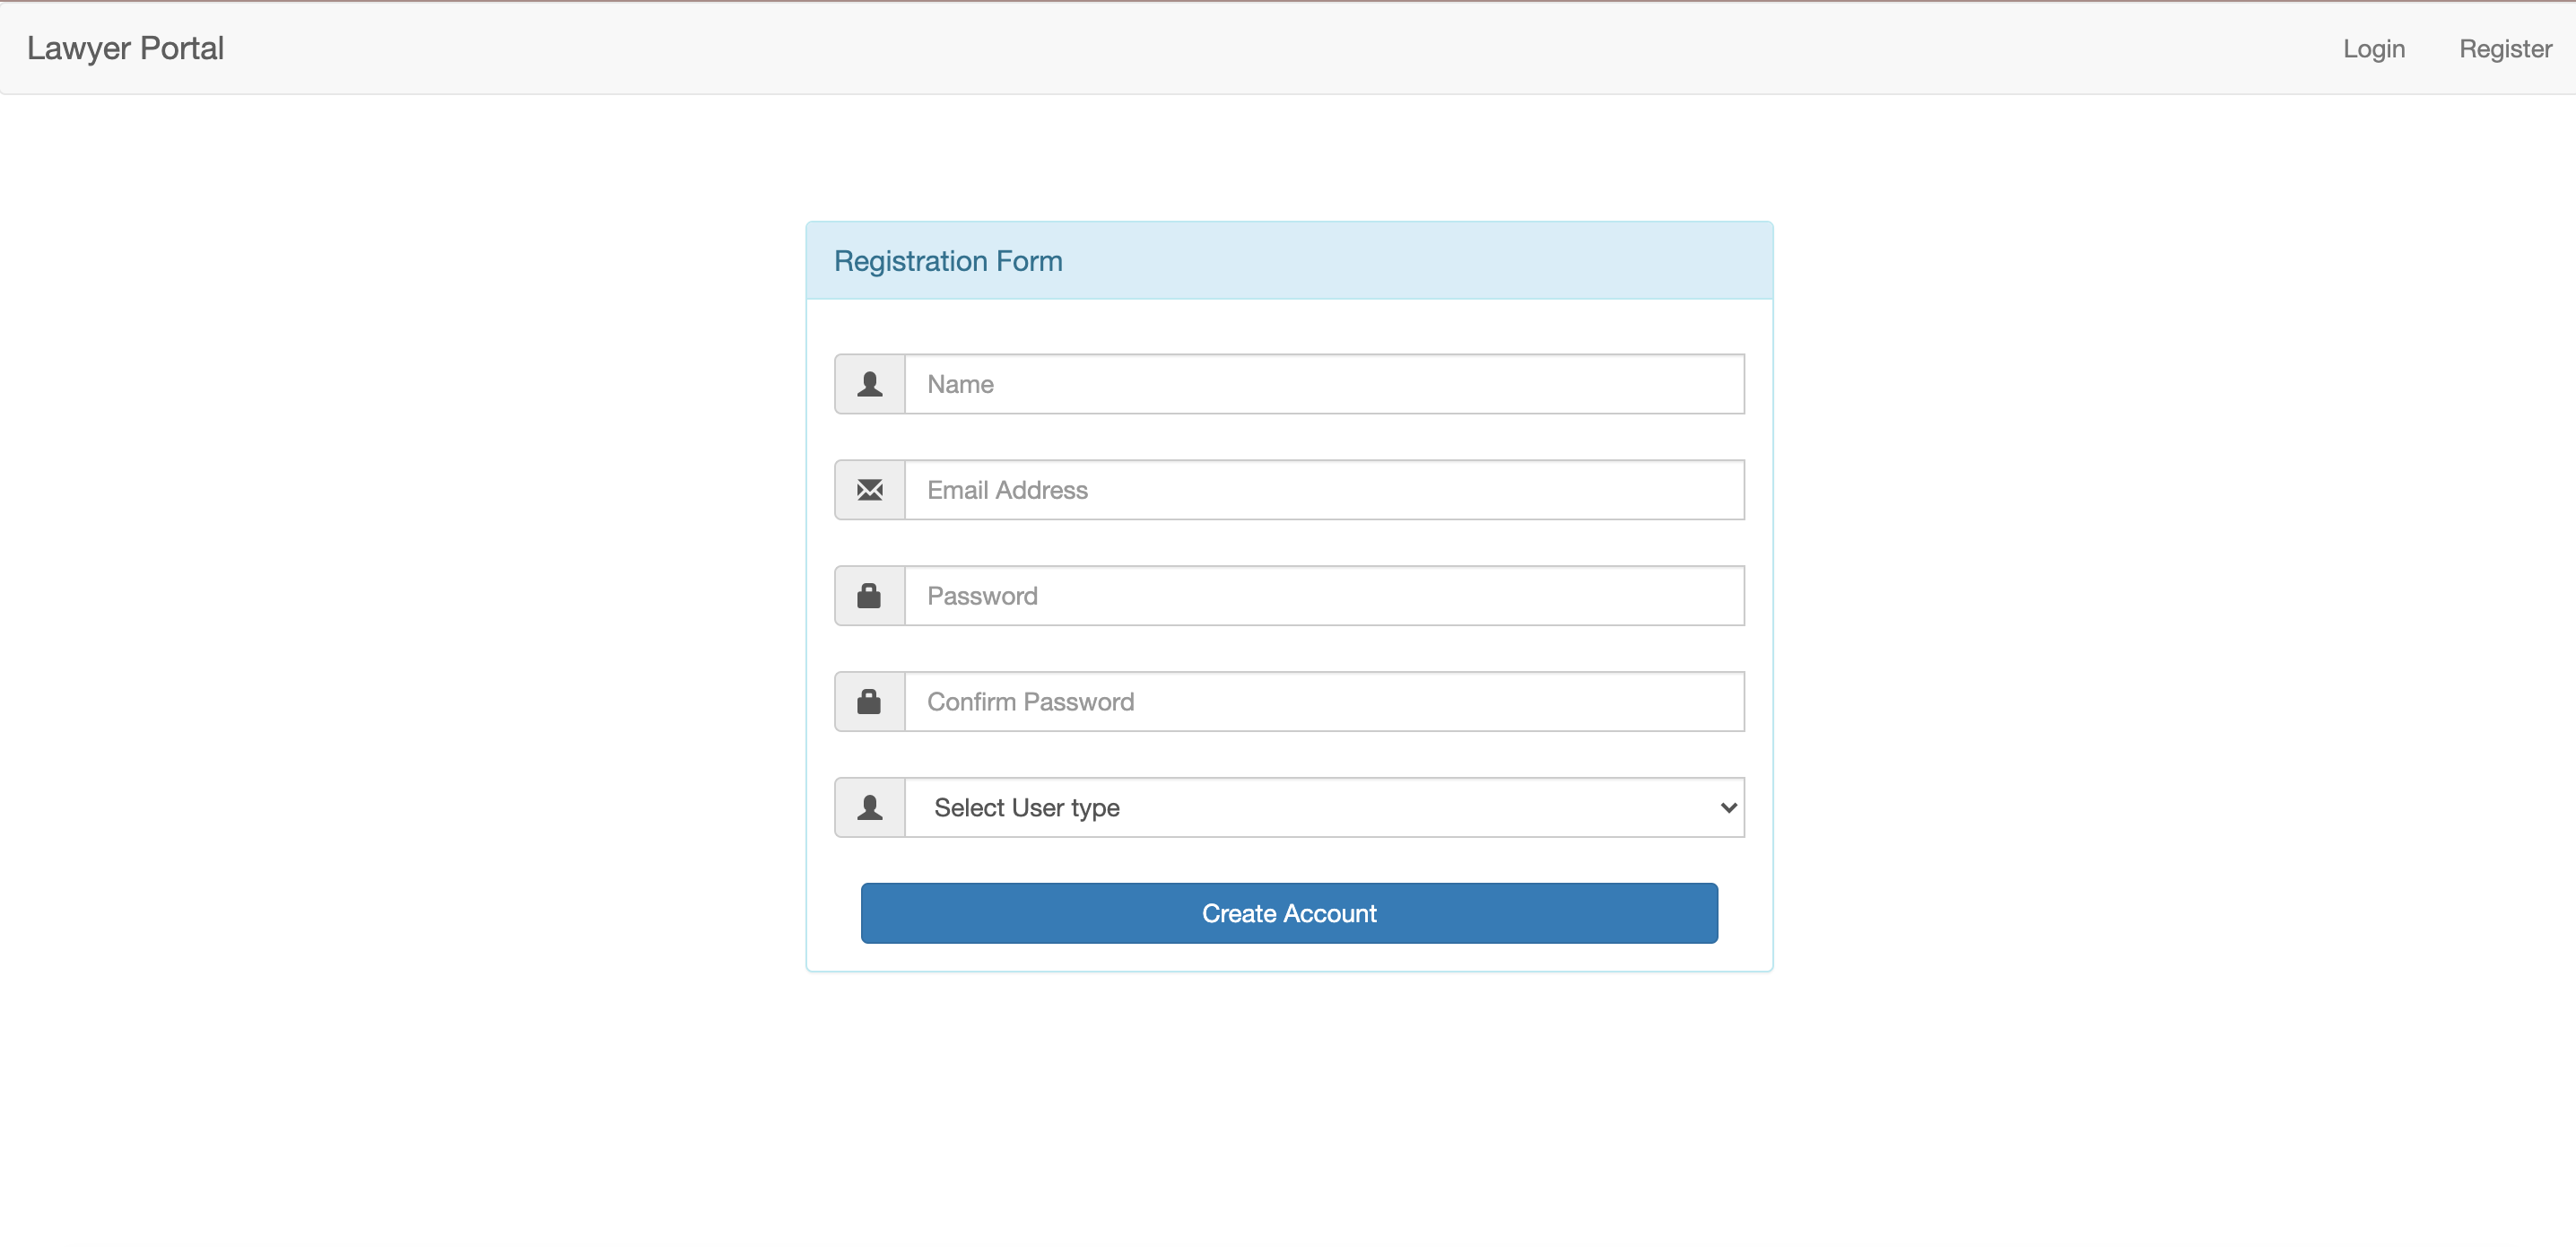 Lawyer Portal
Login
Register
Registration Form
Name
Email Address
Password
Confirm Password
Select User type
Create Account